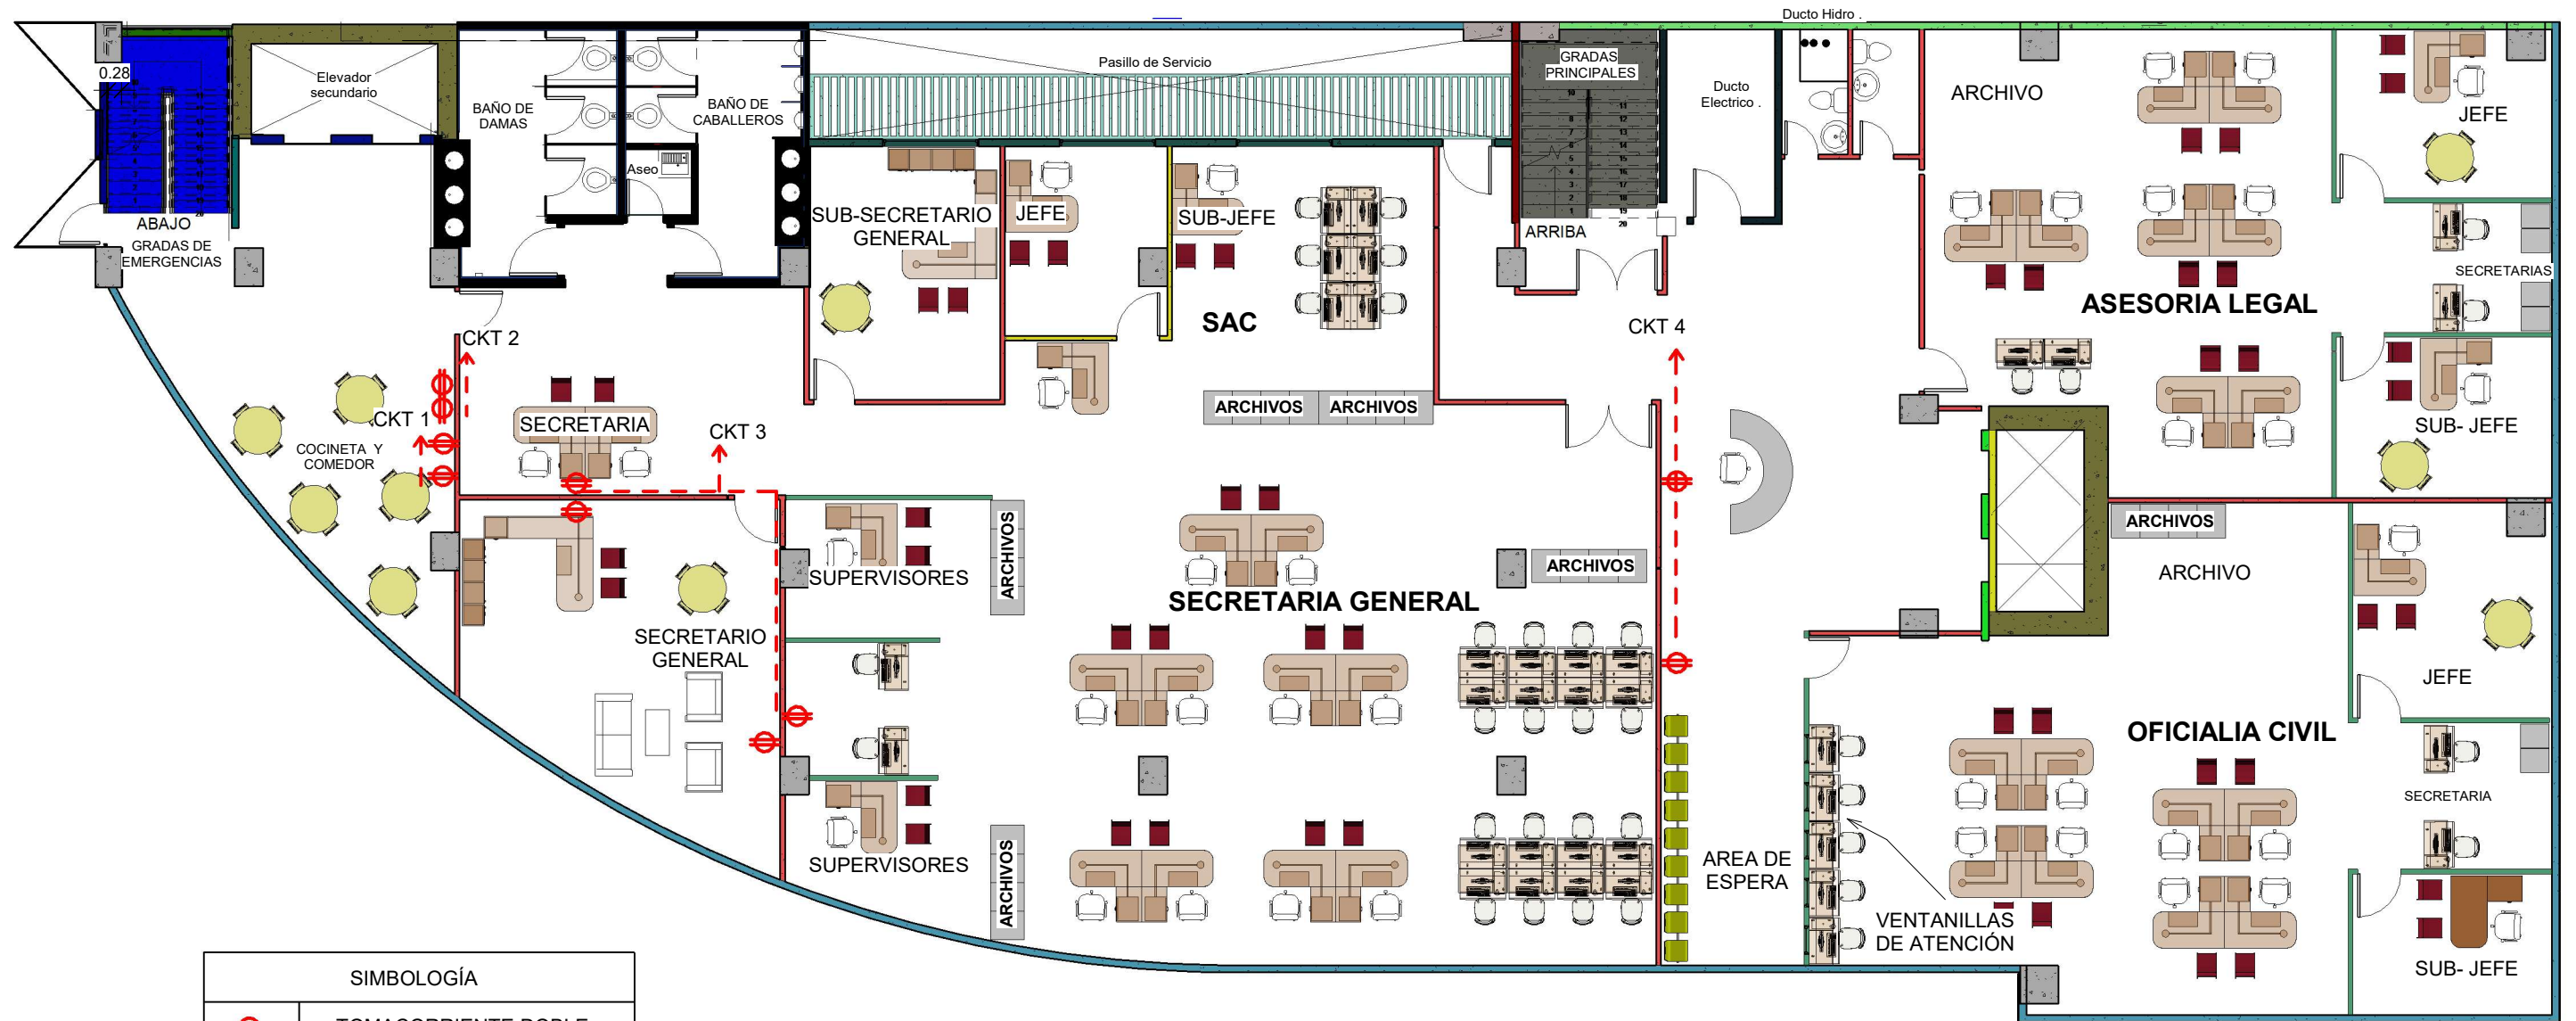 Ducto Hidro .
0.28
Elevador
secundario
BAÑO DE
DAMAS
BAÑO DE
CABALLEROS
Aseo
Pasillo de Servicio
GRADAS
PRINCIPALES
Ducto
Electrico .
ARCHIVO
JEFE
ABAJO
GRADAS DE
EMERGENCIAS
SUB-SECRETARIO
GENERAL
JEFE
SUB-JEFE
ARRIBA
SECRETARIAS
ASESORIA LEGAL
SAC
CKT 4
CKT 2
CKT 1
SECRETARIA
CKT 3
ARCHIVOS
ARCHIVOS
SUB- JEFE
COCINETA Y
COMEDOR
ARCHIVOS
ARCHIVOS
ARCHIVO
SUPERVISORES
ARCHIVOS
SECRETARIA GENERAL
SECRETARIO
GENERAL
JEFE
OFICIALIA CIVIL
SECRETARIA
SUPERVISORES
ARCHIVOS
AREA DE
ESPERA
VENTANILLAS
DE ATENCIÓN
SUB- JEFE
SIMBOLOGÍA
TOMACORRIENTE DOBLE